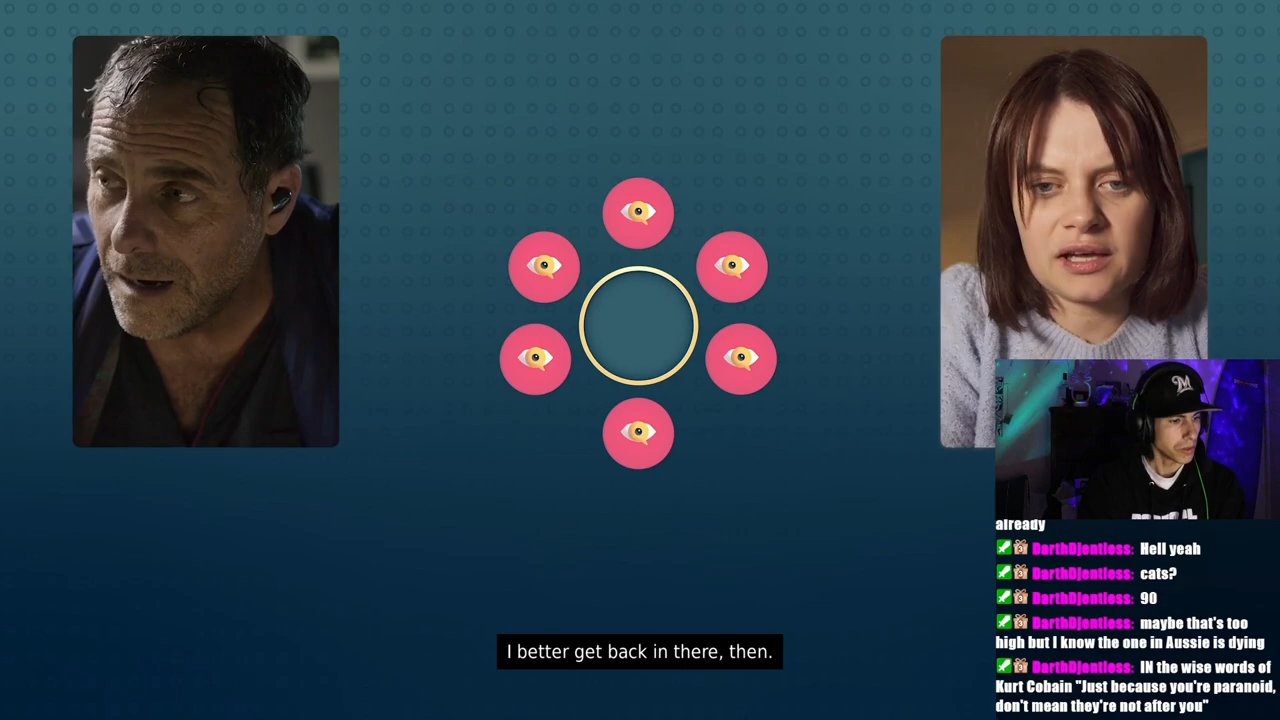 I better get back in there, then.
already
DarthDjentless: Hell yeah
DarthDjentless: cats?
DarthDjentless: 90
DarthDjentless: maybe that's too
high but I know the one in Aussie is dying
DarthDjentless: IN the wise words of
Kurt Cobain "Just because you're paranoid,
don't mean they're not after you"